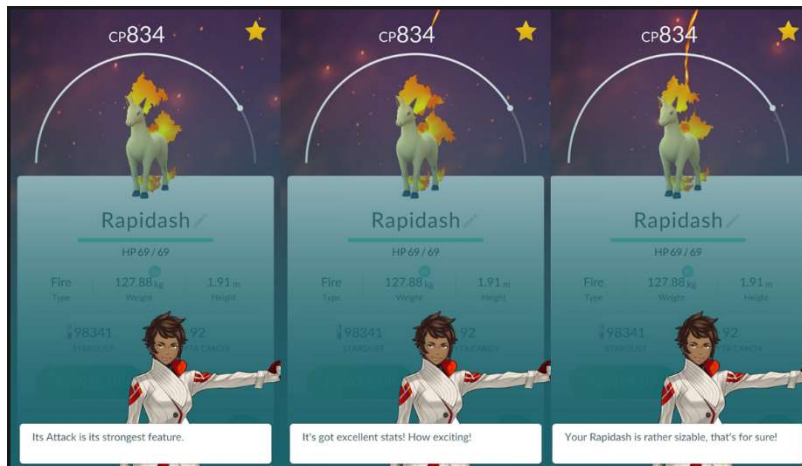 CP834
Rapidash
HP 69 / 69
Fire
127.88 kg
1.91 m
Type
Weight
Height
98341
92
STARDUST
Its Attack is its strongest feature.
CP834
Rapidash
HP 69 / 69
Fire
127.88 kg
1.91 m
Type
Weight
Height
98341
92
STARDUST
It's got excellent stats! How exciting!
CP834
Rapidash
HP 69 / 69
Fire
127.88 kg
1.91 m
Type
Weight
Height
98341
92
STARDUST
Your Rapidash is rather sizable, that's for sure!